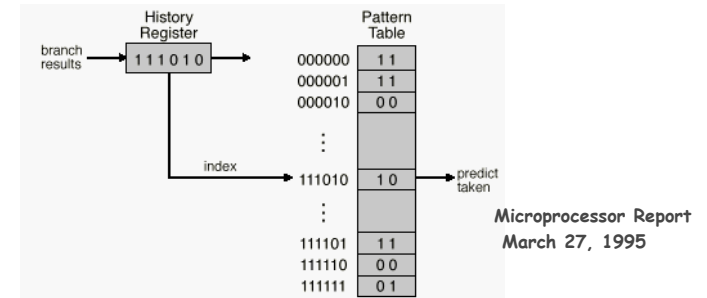 History
Register
Pattern
Table
branch
results
111010
000000 11
000001 11
000010 00
⋮
index
111010 10
predict
taken
⋮
Microprocessor Report
March 27, 1995
111101 11
111110 00
111111 01